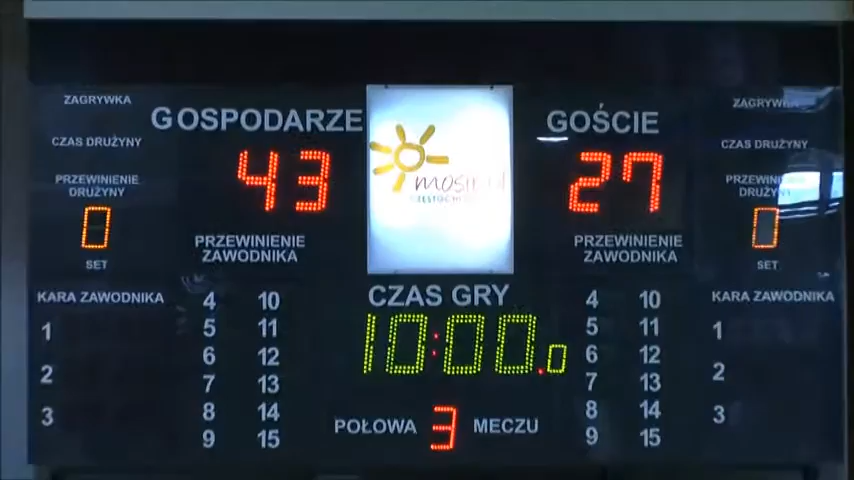 ZAGRYWKA
CZAS DRUŻYNY
PRZEWINIENIE
DRUŻYNY
0
SET
GOSPODARZE
43
PRZEWINIENIE
ZAWODNIKA
mosir.pl
GOŚCIE
27
PRZEWINIENIE
ZAWODNIKA
ZAGRYWKA
CZAS DRUŻYNY
PRZEWINIENIE
DRUŻYNY
0
SET
KARA ZAWODNIKA
1
2
3
4 10
5 11
6 12
7 13
8 14
9 15
CZAS GRY
10:00.0
POŁOWA 3 MECZU
4 10
5 11
6 12
7 13
8 14
9 15
KARA ZAWODNIKA
1
2
3